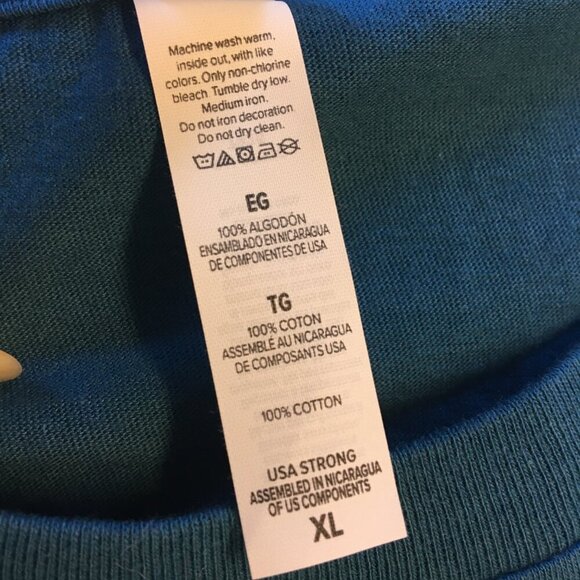 Machine wash warm,
inside out, with like
colors. Only non-chlorine
bleach Tumble dry low.
Medium iron.
Do not iron decoration
Do not dry clean.
EG
100% ALGODÓN
ENSAMBLADO EN NICARAGUA
DE COMPONENTES DE USA
TG
100% COTON
ASSEMBLÉ AU NICARAGUA
DE COMPOSANTS USA
100% COTTON
USA STRONG
ASSEMBLED IN NICARAGUA
OF US COMPONENTS
XL